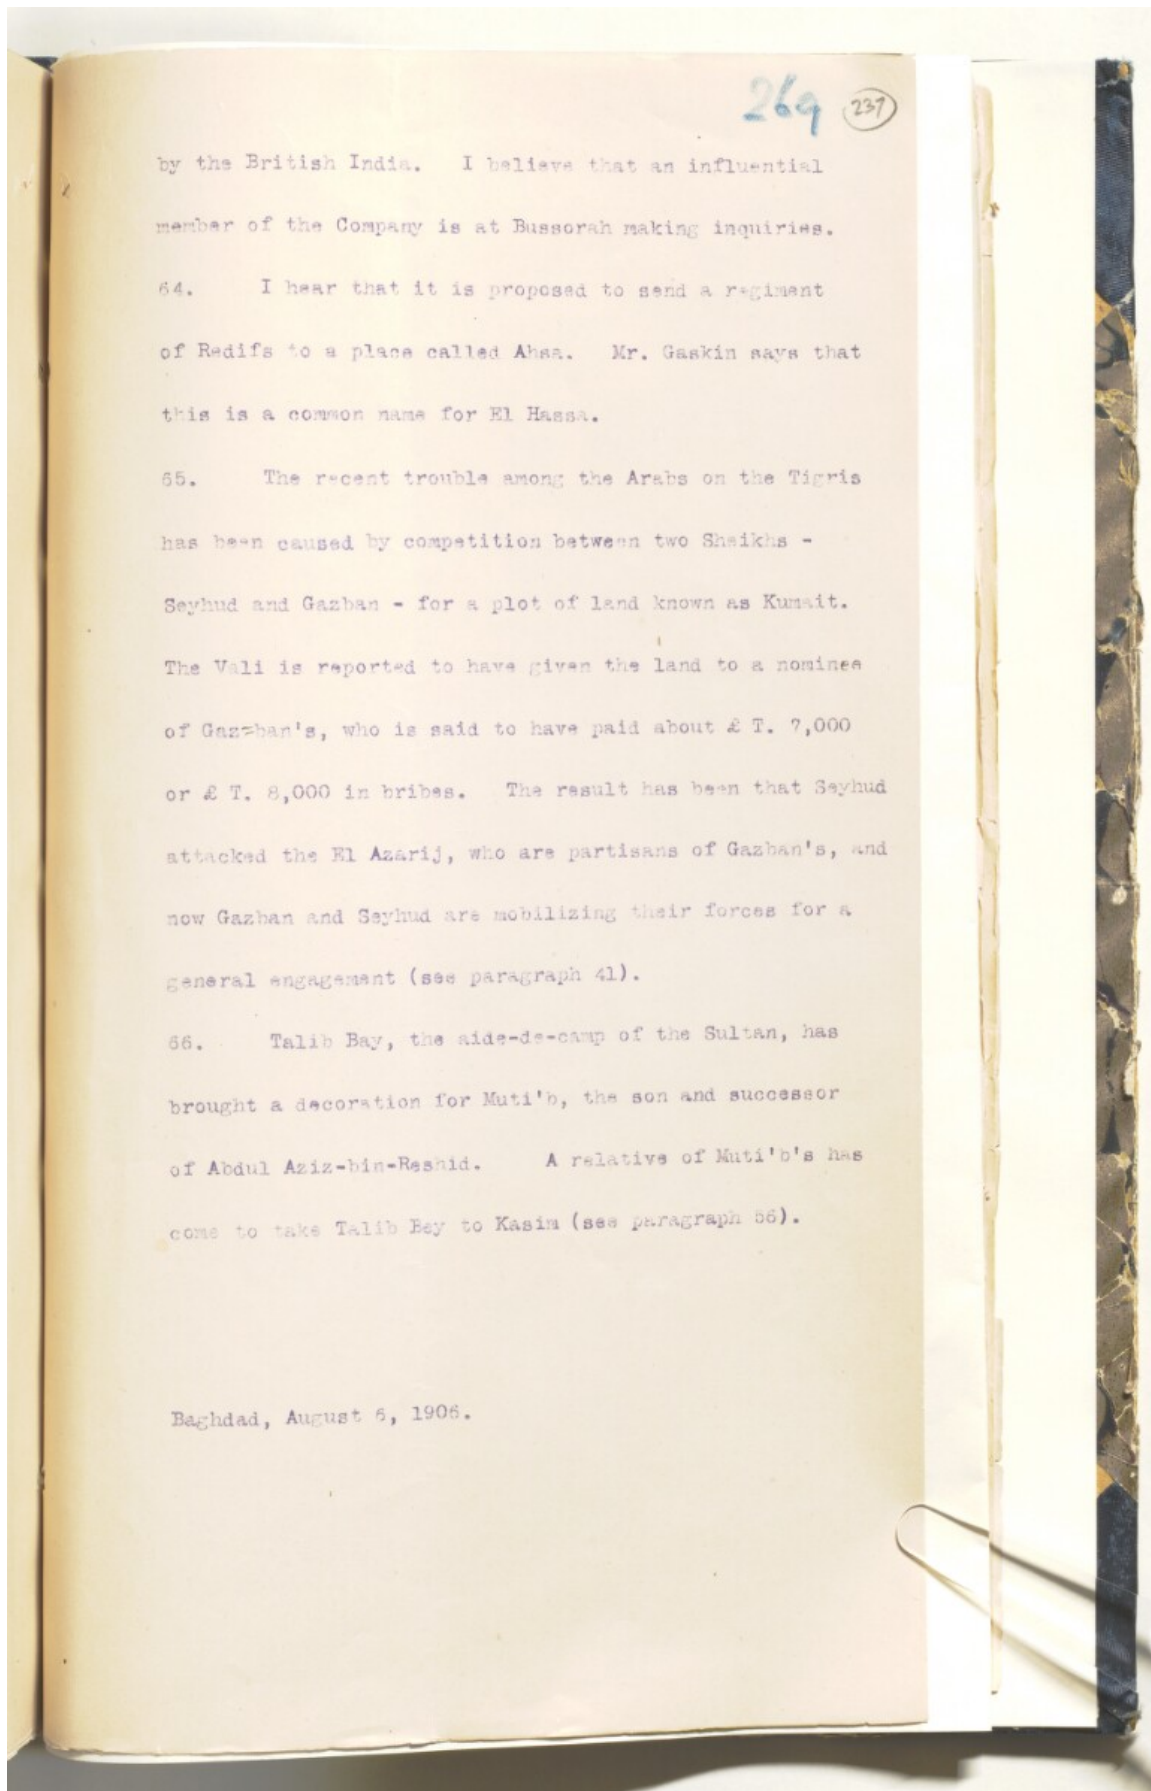 269 237
by the British India. I believe that an influential
member of the Company is at Bussorah making inquiries.
64. I hear that it is proposed to send a regiment
of Redifs to a place called Ahsa. Mr. Gaskin says that
this is a common name for El Hassa.
65. The recent trouble among the Arabs on the Tigris
has been caused by competition between two Sheikhs -
Seyhud and Gazban - for a plot of land known as Kumait.
The Vali is reported to have given the land to a nominee
of Gaz=ban's, who is said to have paid about £ T. 7,000
or £ T. 8,000 in bribes. The result has been that Seyhud
attacked the El Azarij, who are partisans of Gazban's, and
now Gazban and Seyhud are mobilizing their forces for a
general engagement (see paragraph 41).
66. Talib Bay, the aide-de-camp of the Sultan, has
brought a decoration for Muti'b, the son and successor
of Abdul Aziz-bin-Reshid. A relative of Muti'b's has
come to take Talib Bey to Kasim (see paragraph 56).
Baghdad, August 6, 1906.